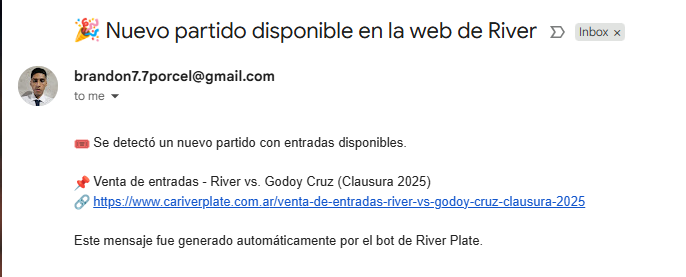 🎉 Nuevo partido disponible en la web de River Inbox ×
brandon7.7porcel@gmail.com
to me
🎟️ Se detectó un nuevo partido con entradas disponibles.
📌 Venta de entradas - River vs. Godoy Cruz (Clausura 2025)
🔗 https://www.cariverplate.com.ar/venta-de-entradas-river-vs-godoy-cruz-clausura-2025
Este mensaje fue generado automáticamente por el bot de River Plate.